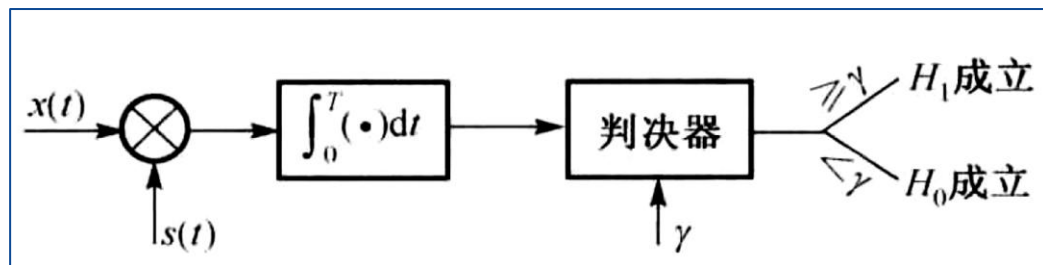 x(t)
∫₀ᵀ(•)dt
判决器
≥γ
H₁成立
<γ
H₀成立
s(t)
γ